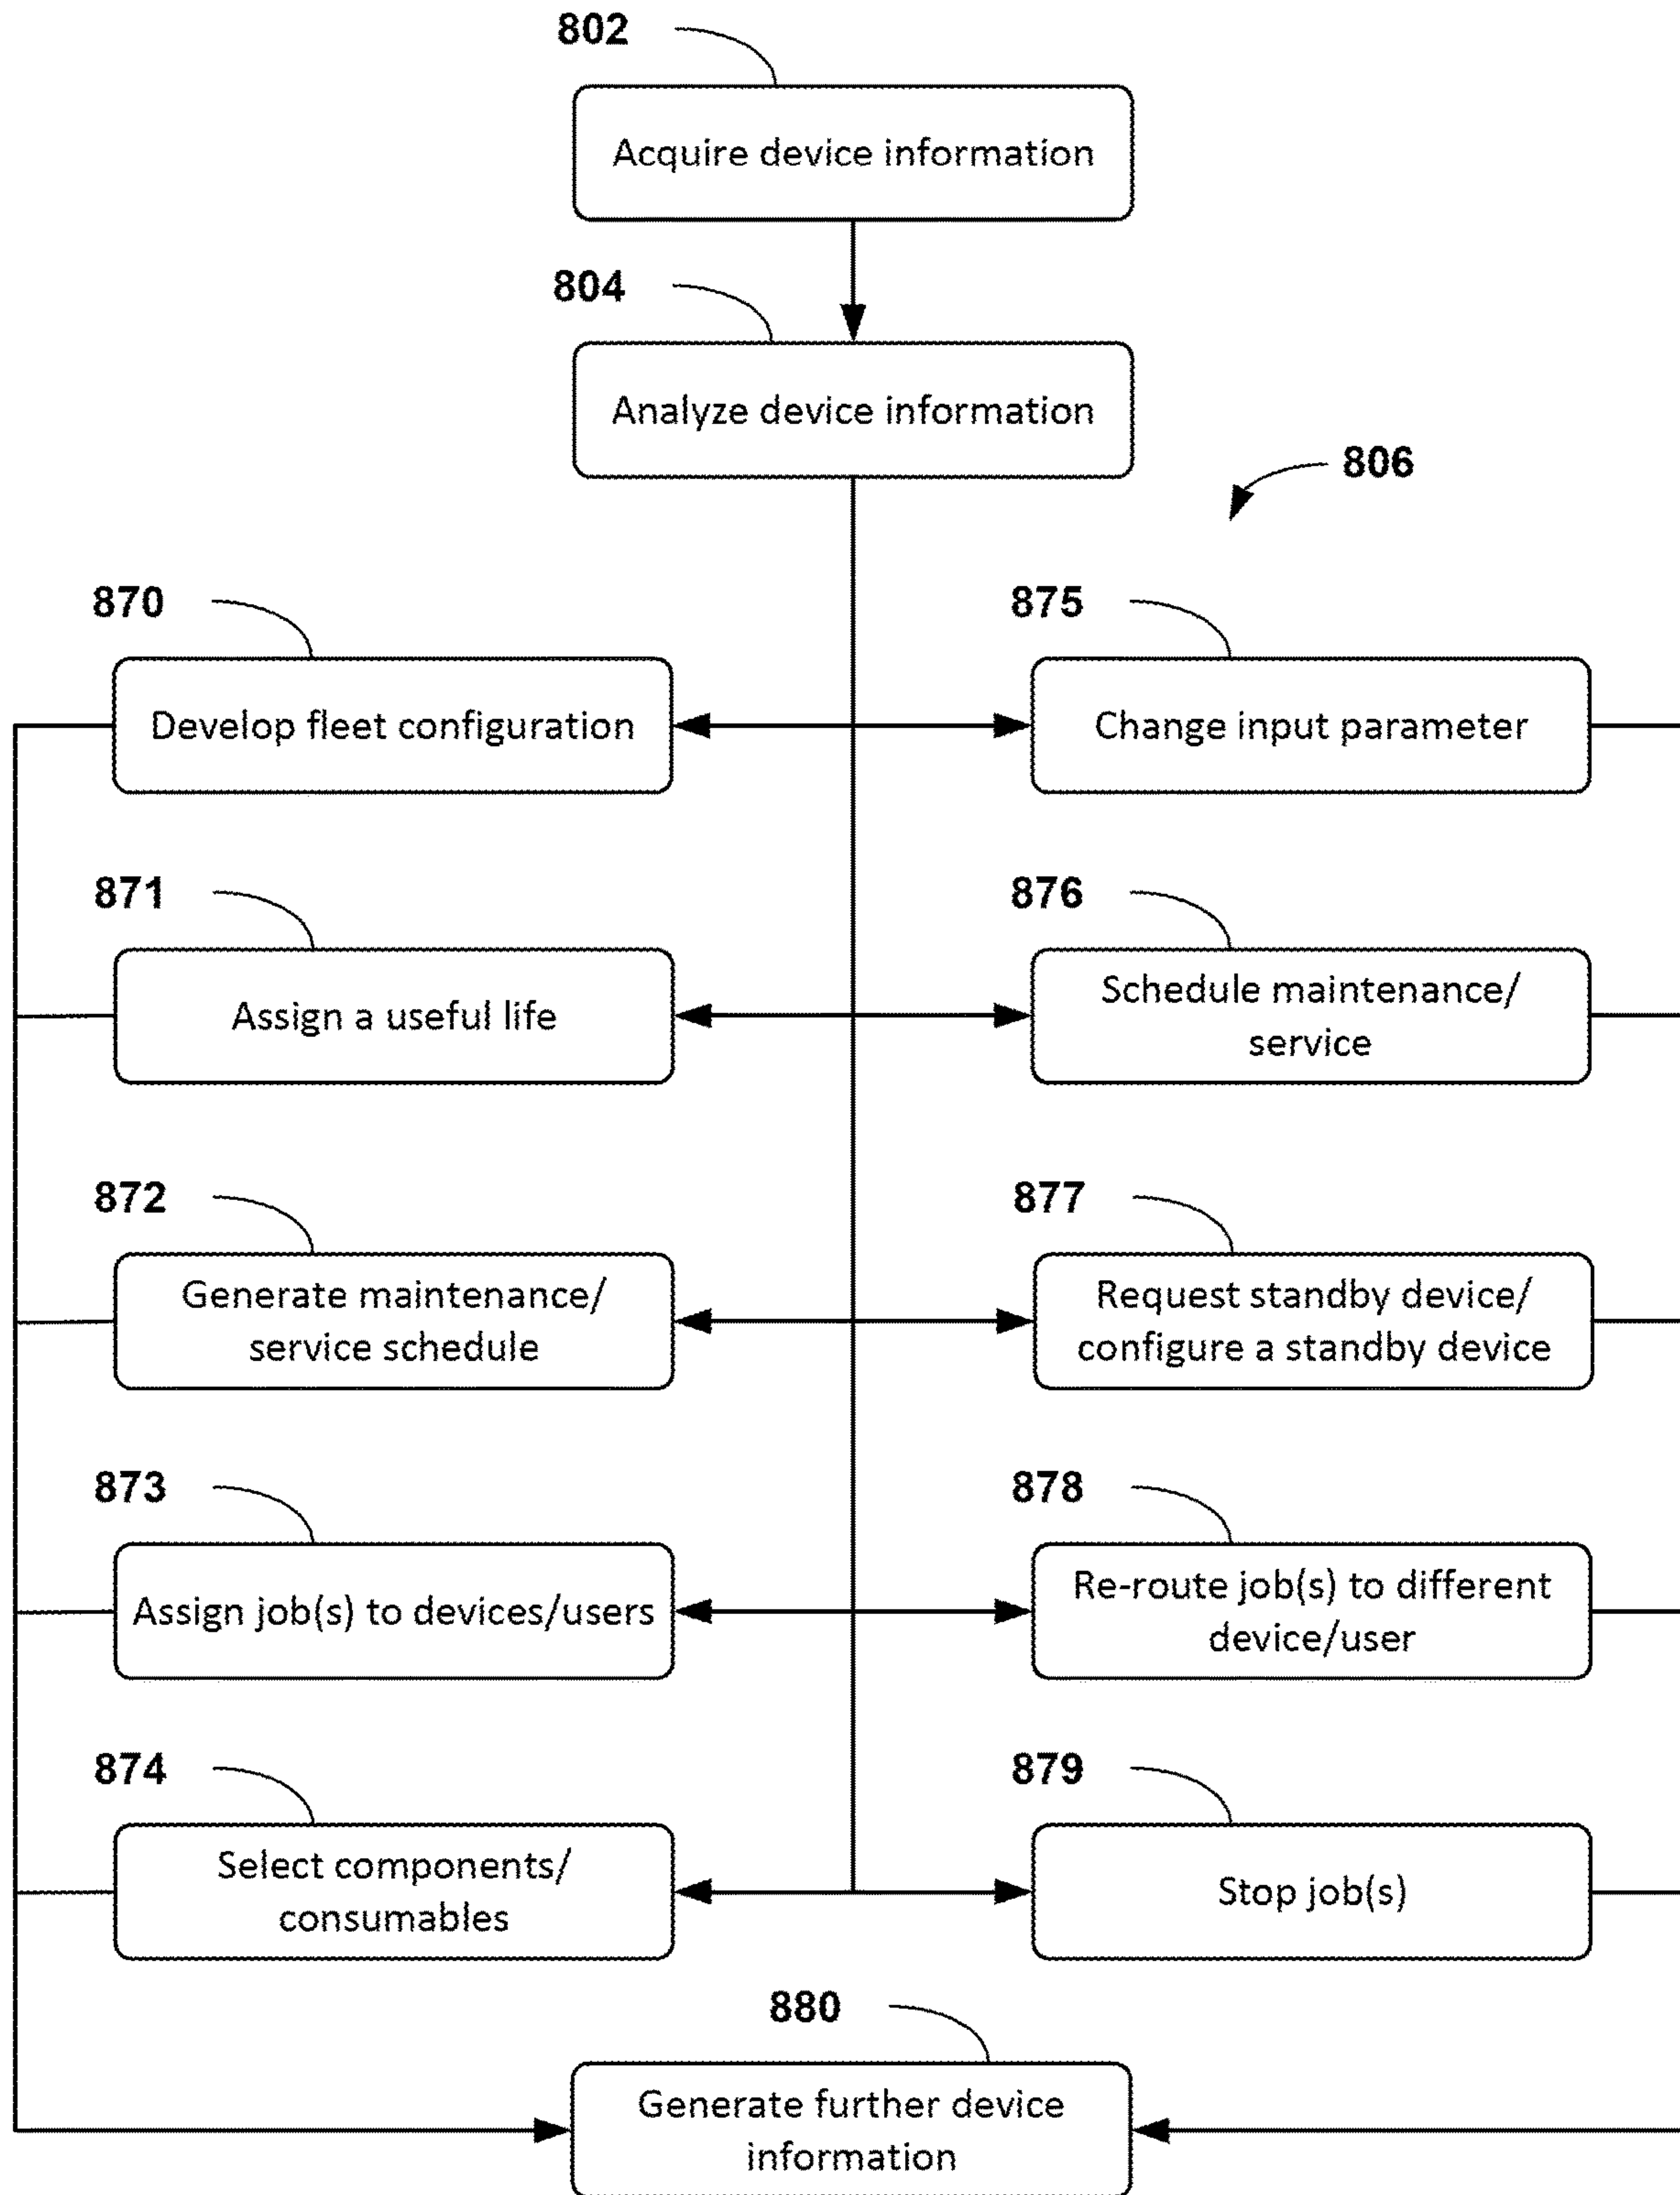 802
Acquire device information
804
Analyze device information
806
870
875
Develop fleet configuration
Change input parameter
871
876
Assign a useful life
Schedule maintenance/
service
872
877
Generate maintenance/
service schedule
Request standby device/
configure a standby device
873
878
Assign job(s) to devices/users
Re-route job(s) to different
device/user
874
879
Select components/
consumables
Stop job(s)
880
Generate further device
information